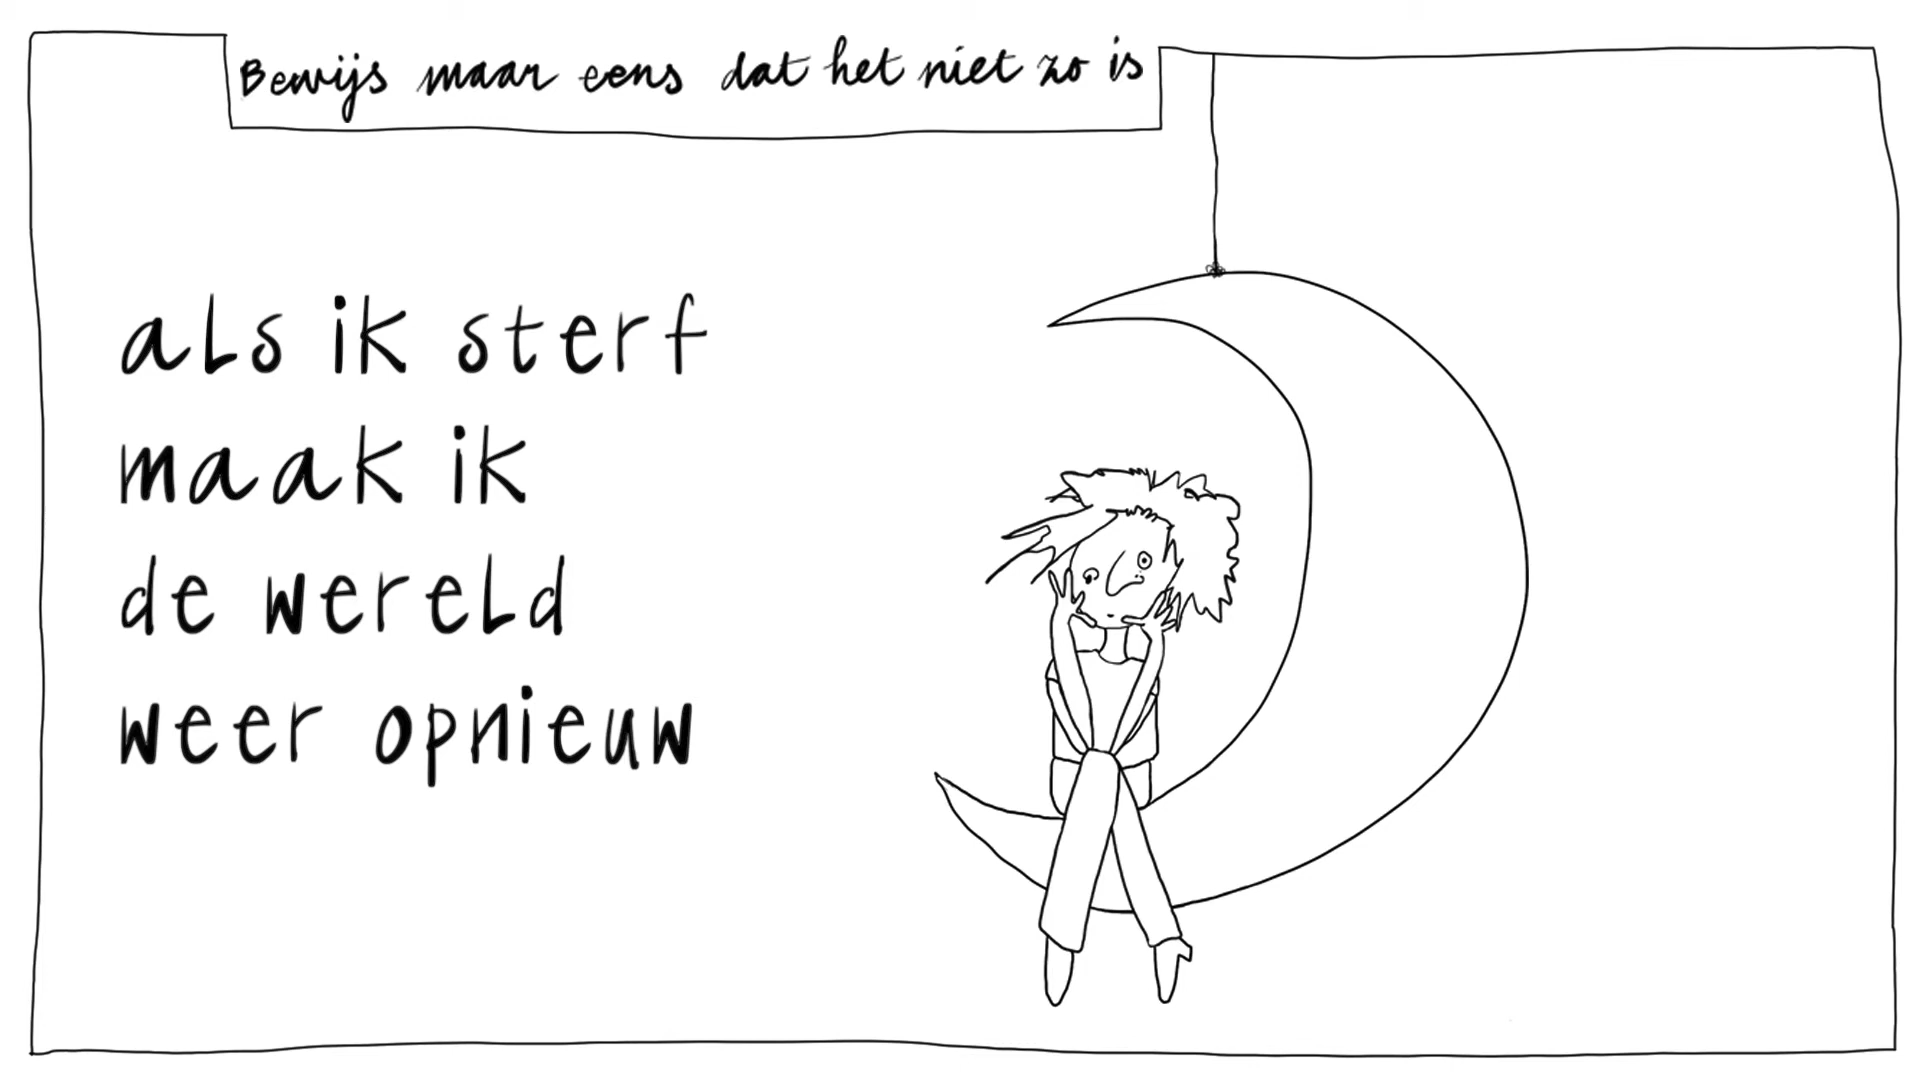 Bewijs maar eens dat het niet zo is
als ik sterf
maak ik
de wereld
weer opnieuw